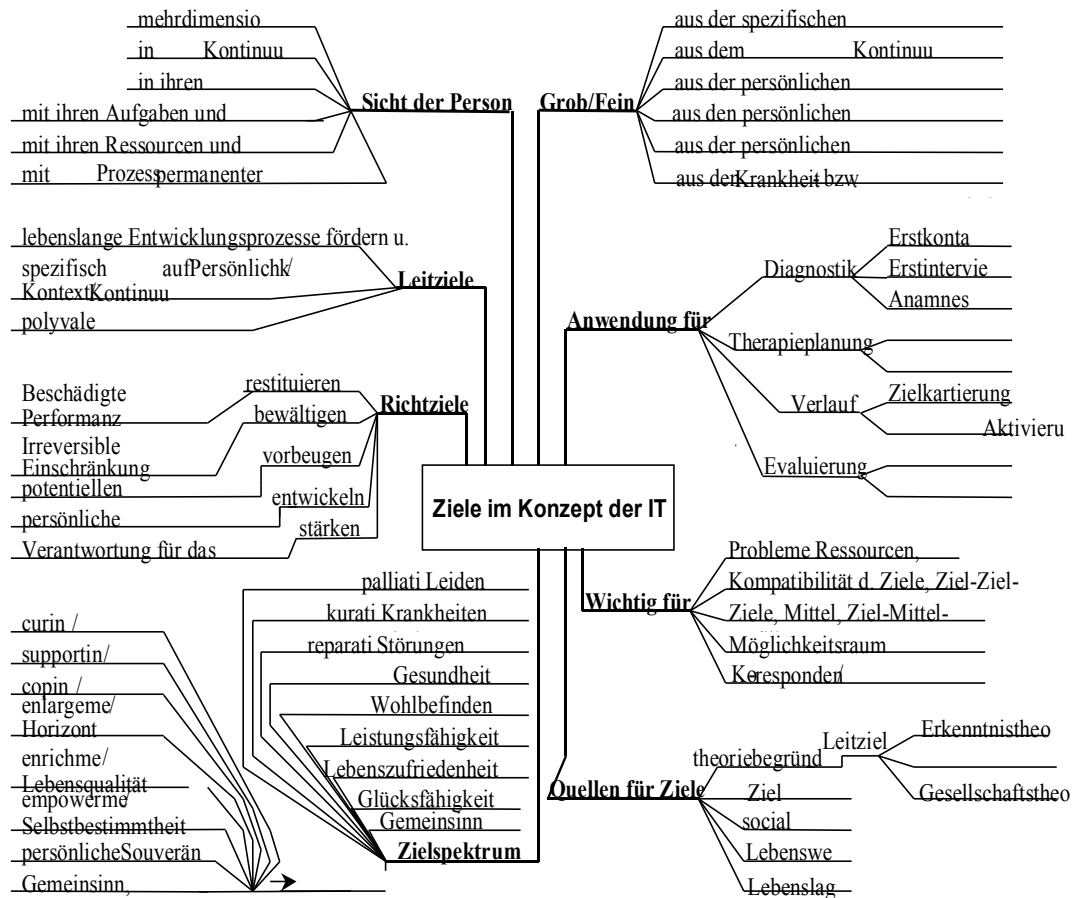 mehrdimensio
in Kontinuu
in ihren
mit ihren Aufgaben und
mit ihren Ressourcen und
mit Prozess permanenter
Sicht der Person
Grob/Fein
aus der spezifischen
aus dem Kontinuu
aus der persönlichen
aus den persönlichen
aus der persönlichen
aus der Krankheit- bzw
lebenslange Entwicklungsprozesse fördern u.
spezifisch auf Persönlichk/
Kontext/ Kontinuu
polyvale
Leitziele
Anwendung für
Diagnostik
Erstkonta
Erstintervie
Anamnes
Therapieplanung
Verlauf
Zielkartierung
Aktivieru
Evaluierung
Beschädigte
Performanz
Irreversible
Einschränkung
potentiellen
persönliche
Verantwortung für das
restituieren
bewältigen
vorbeugen
entwickeln
stärken
Richtziele
Ziele im Konzept der IT
Wichtig für
Probleme Ressourcen,
Kompatibilität d. Ziele, Ziel-Ziel-
Ziele, Mittel, Ziel-Mittel-
Möglichkeitsraum
palliati Leiden
kurati Krankheiten
reparati Störungen
Gesundheit
Wohlbefinden
Leistungsfähigkeit
Lebenszufriedenheit
Glücksfähigkeit
Gemeinsinn
Zielspektrum
curin /
supportin/
copin /
enlargeme/
Horizont
enrichme/
Lebensqualität
empowerme/
Selbstbestimmtheit
persönlicheSouverän
Gemeinsinn,
Quellen für Ziele
theoriebegründ
Leitziel
Erkenntnistheo
Gesellschaftstheo
Ziel
social
Lebenswe
Lebenslag